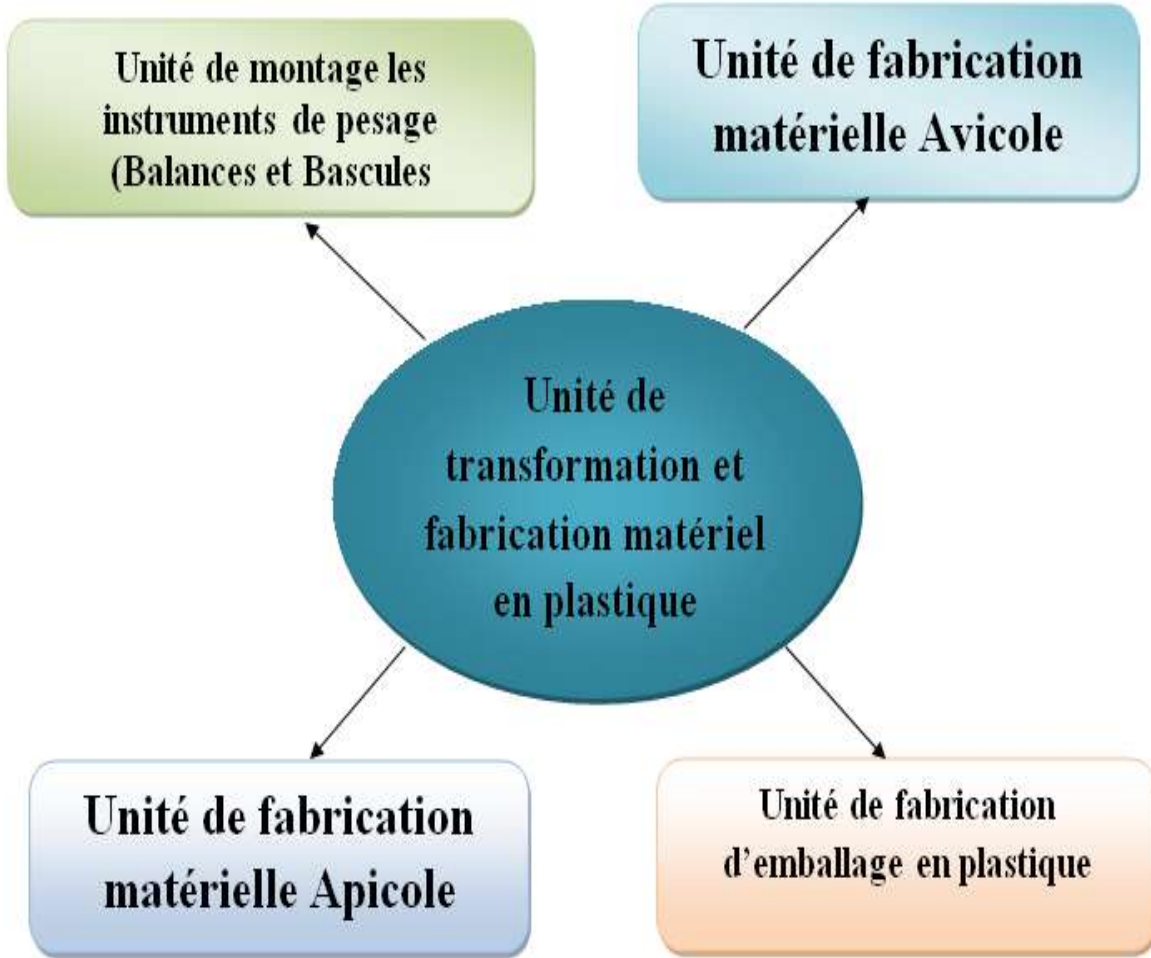 Unité de montage les
instruments de pesage
(Balances et Bascules
Unité de fabrication
matérielle Avicole
Unité de
transformation et
fabrication matériel
en plastique
Unité de fabrication
matérielle Apicole
Unité de fabrication
d’emballage en plastique